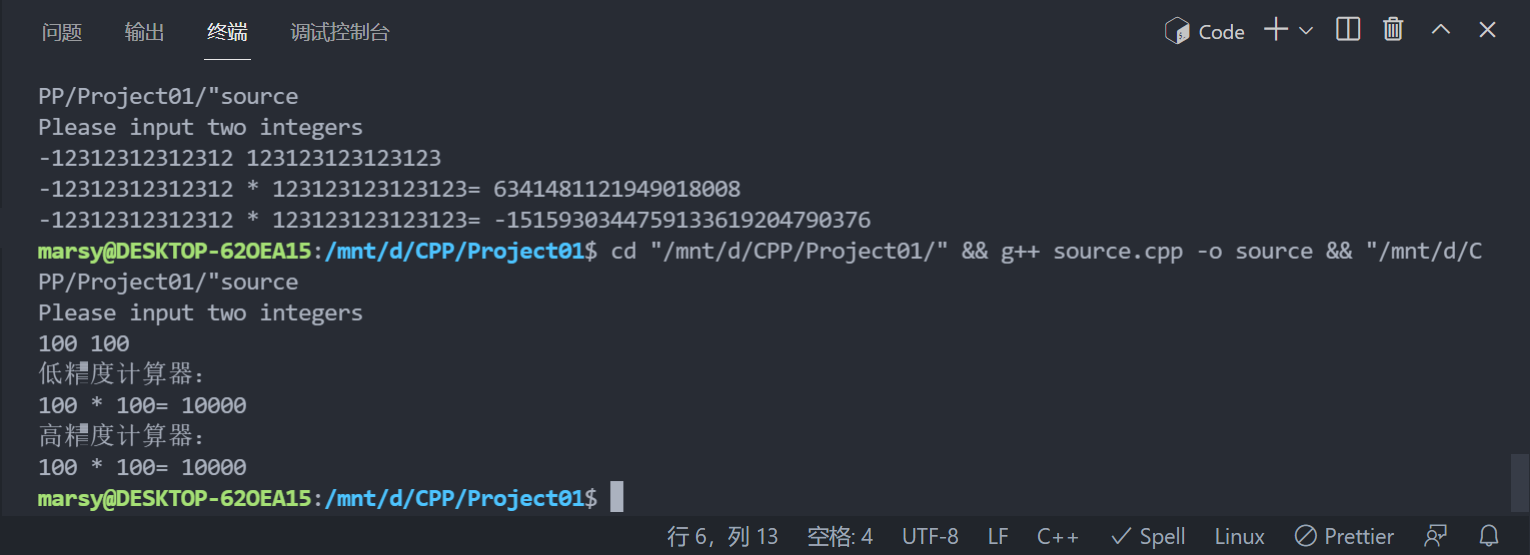 问题 输出 终端 调试控制台 Code
PP/Project01/"source
Please input two integers
-12312312312312 123123123123123
-12312312312312 * 123123123123123= 6341481121949018008
-12312312312312 * 123123123123123= -1515930344759133619204790376
marsy@DESKTOP-62OEA15:/mnt/d/CPP/Project01$ cd "/mnt/d/CPP/Project01/" && g++ source.cpp -o source && "/mnt/d/C
PP/Project01/"source
Please input two integers
100 100
低精度计算器：
100 * 100= 10000
高精度计算器：
100 * 100= 10000
marsy@DESKTOP-62OEA15:/mnt/d/CPP/Project01$
行 6，列 13 空格: 4 UTF-8 LF C++ Spell Linux Prettier